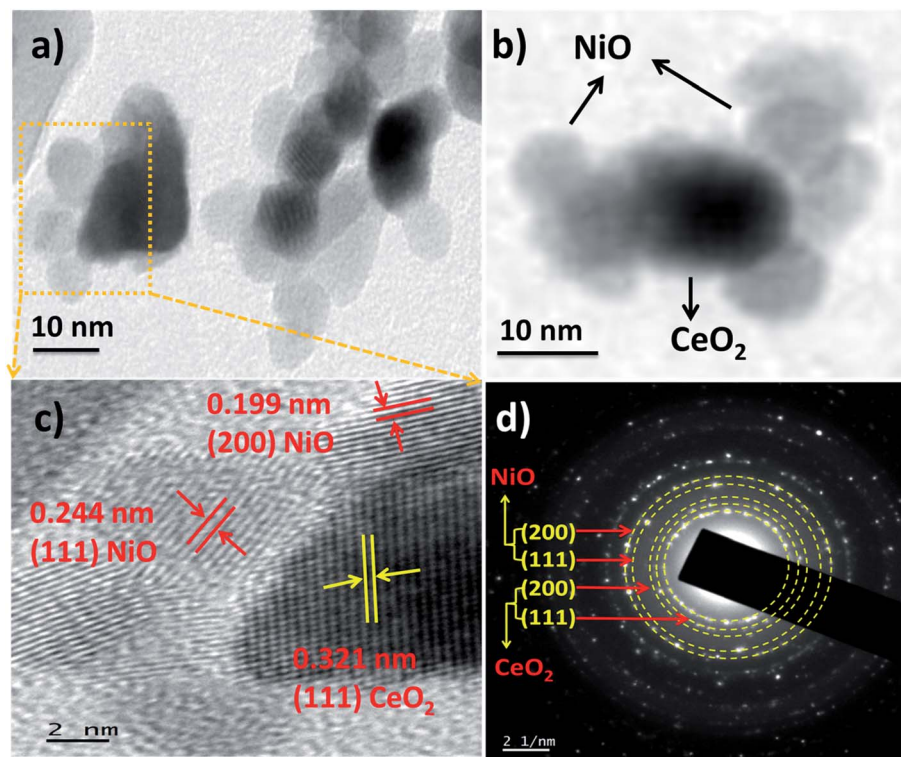 a)
10 nm
b)
NiO
CeO₂
10 nm
c)
0.199 nm
(200) NiO
0.244 nm
(111) NiO
0.321 nm
(111) CeO₂
2 nm
d)
NiO
(200)
(111)
(200)
(111)
CeO₂
2 1/nm